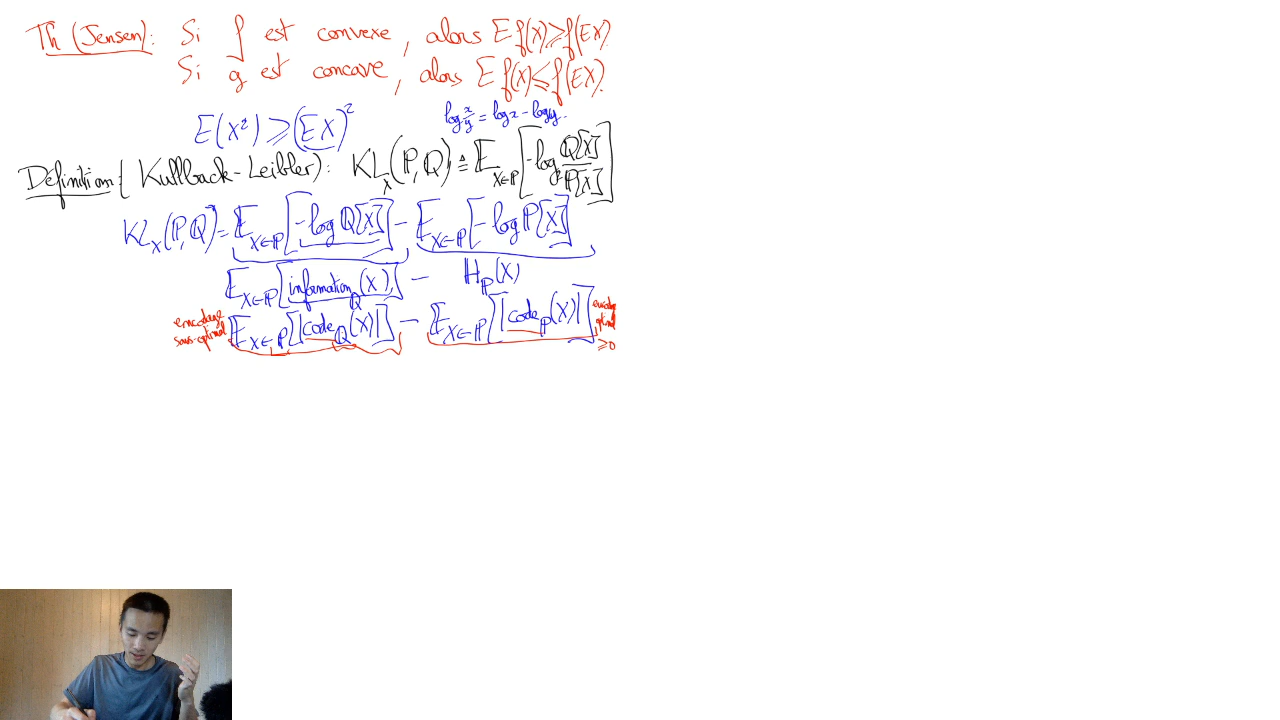 Th (Jensen): Si f est convexe, alors E f(X) ≥ f(EX).
Si g est concave, alors E f(X) ≤ f(EX).
E(X²) ≥ (EX)²
log x/y = log x - log y.
Definition (Kullback-Leibler): KL_X(P,Q) ≜ E_{X←P}[-log Q[X]/P[X]]
KL_X(P,Q) = E_{X←P}[-log Q[X]] - E_{X←P}[-log P[X]]
E_{X←P}[information_Q(X)] - H_P(X)
encodage sous-optimal E_{X←P}[|code_Q(X)|] - E_{X←P}[|code_P(X)|] optimal
≥0